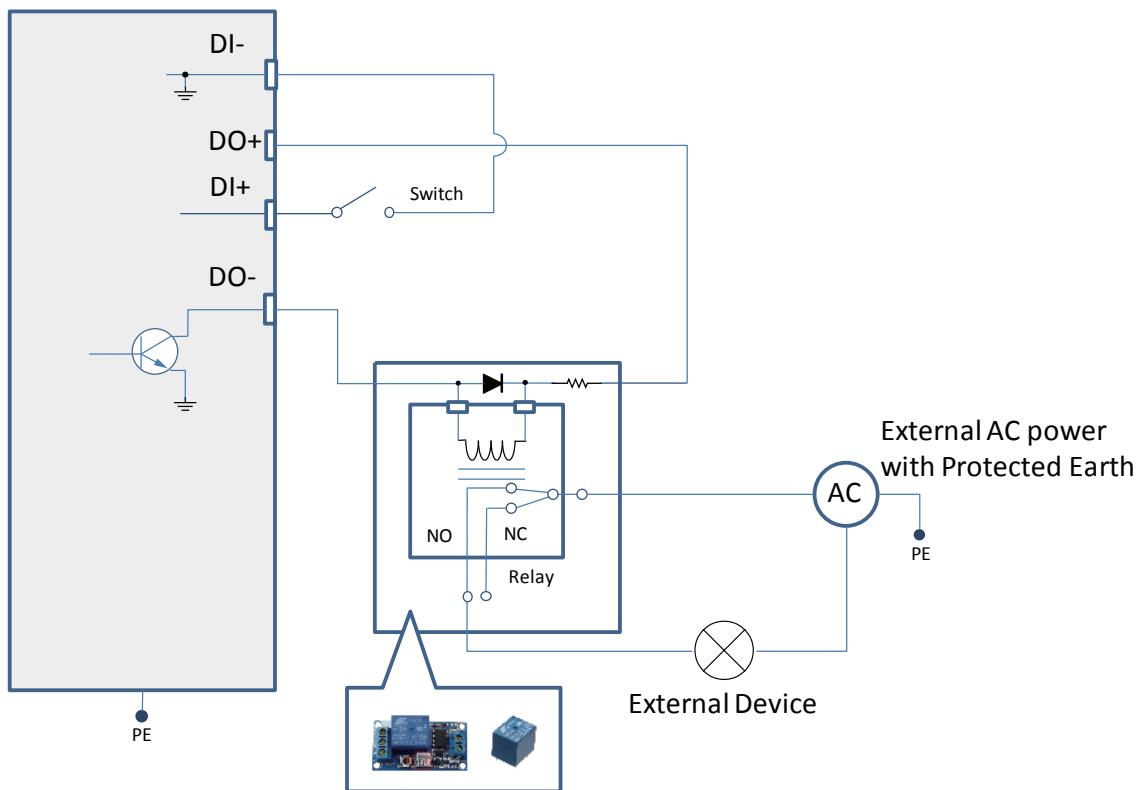 DI-
DO+
DI+
Switch
DO-
External AC power
with Protected Earth
AC
NO
NC
PE
Relay
External Device
PE